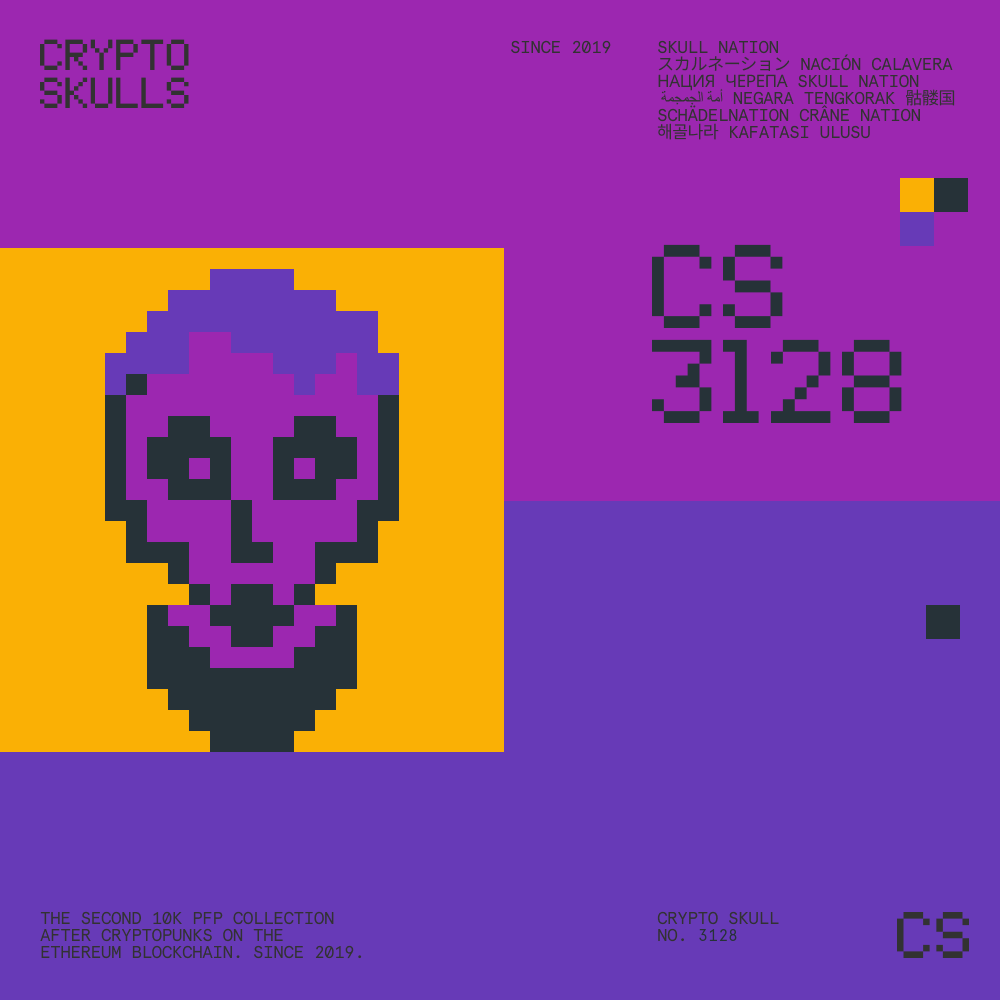 CRYPTO
SKULLS
SINCE 2019
SKULL NATION
スカルネーション NACIÓN CALAVERA
НАЦИЯ ЧЕРЕПА SKULL NATION
أمة الجمجمة NEGARA TENGKORAK 骷髅国
SCHÄDELNATION CRÂNE NATION
해골나라 KAFATASI ULUSU
CS
3128
THE SECOND 10K PFP COLLECTION
AFTER CRYPTOPUNKS ON THE
ETHEREUM BLOCKCHAIN. SINCE 2019.
CRYPTO SKULL
NO. 3128
CS